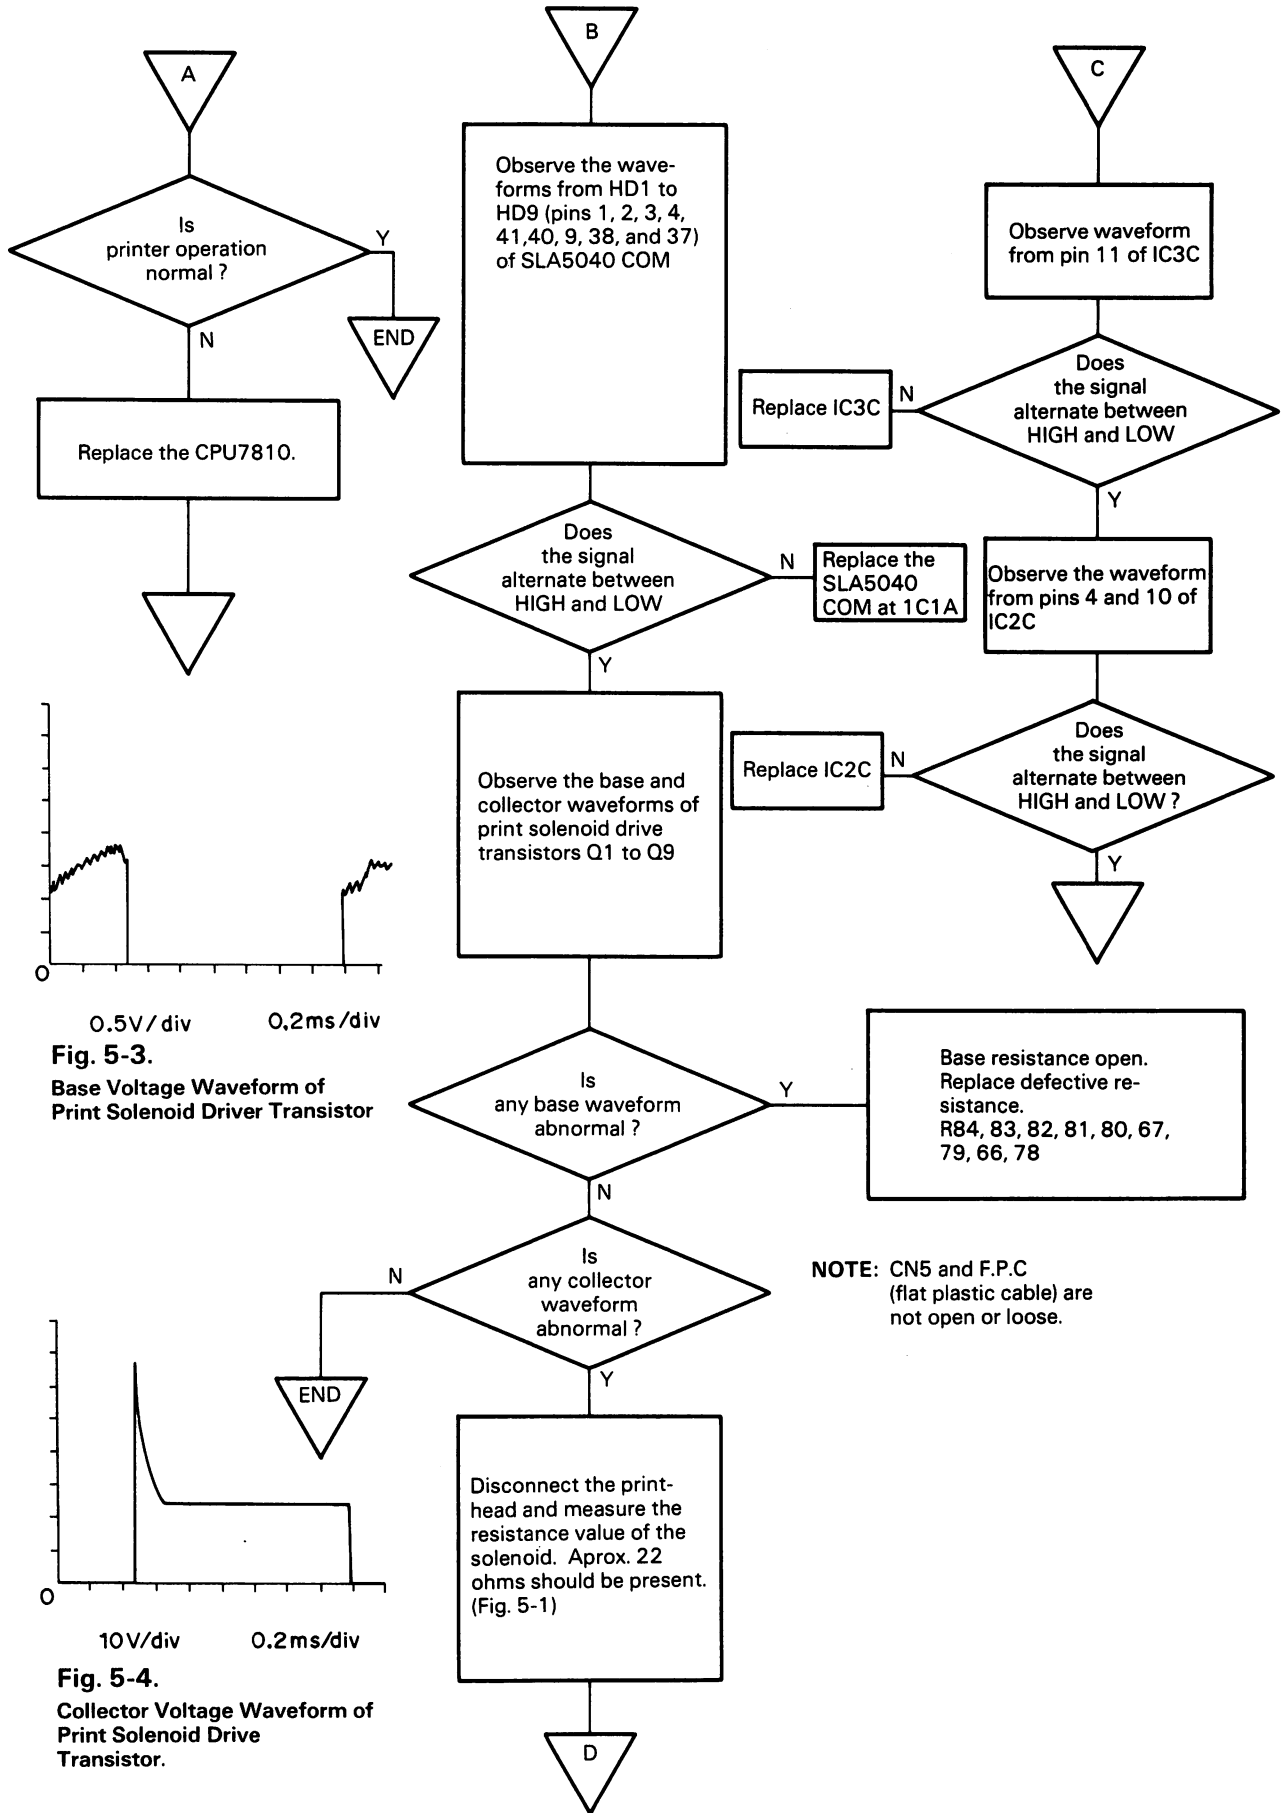 A
Is
printer operation
normal ?
Y
END
N
Replace the CPU7810.
B
Observe the wave-
forms from HD1 to
HD9 (pins 1, 2, 3, 4,
41,40, 9, 38, and 37)
of SLA5040 COM
Does
the signal
alternate between
HIGH and LOW
N
Replace the
SLA5040
COM at 1C1A
Y
Observe the base and
collector waveforms of
print solenoid drive
transistors Q1 to Q9
Is
any base waveform
abnormal ?
Y
Base resistance open.
Replace defective re-
sistance.
R84, 83, 82, 81, 80, 67,
79, 66, 78
N
Is
any collector
waveform
abnormal ?
N
END
Y
Disconnect the print-
head and measure the
resistance value of the
solenoid. Aprox. 22
ohms should be present.
(Fig. 5-1)
D
C
Observe waveform
from pin 11 of IC3C
Does
the signal
alternate between
HIGH and LOW
N
Replace IC3C
Y
Observe the waveform
from pins 4 and 10 of
IC2C
Does
the signal
alternate between
HIGH and LOW ?
N
Replace IC2C
Y
NOTE: CN5 and F.P.C
(flat plastic cable) are
not open or loose.
0
0.5V/div 0.2ms/div
Fig. 5-3.
Base Voltage Waveform of
Print Solenoid Driver Transistor
0
10V/div 0.2ms/div
Fig. 5-4.
Collector Voltage Waveform of
Print Solenoid Drive
Transistor.